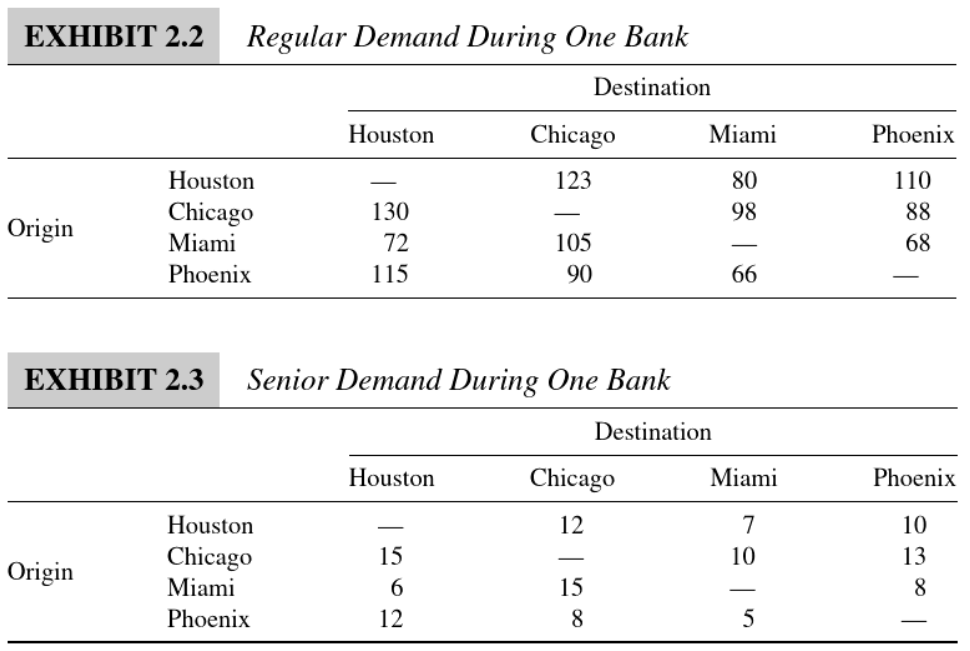 EXHIBIT 2.2 Regular Demand During One Bank
Destination
Houston Chicago Miami Phoenix
Houston — 123 80 110
Chicago 130 — 98 88
Origin
Miami 72 105 — 68
Phoenix 115 90 66 —
EXHIBIT 2.3 Senior Demand During One Bank
Destination
Houston Chicago Miami Phoenix
Houston — 12 7 10
Chicago 15 — 10 13
Origin
Miami 6 15 — 8
Phoenix 12 8 5 —